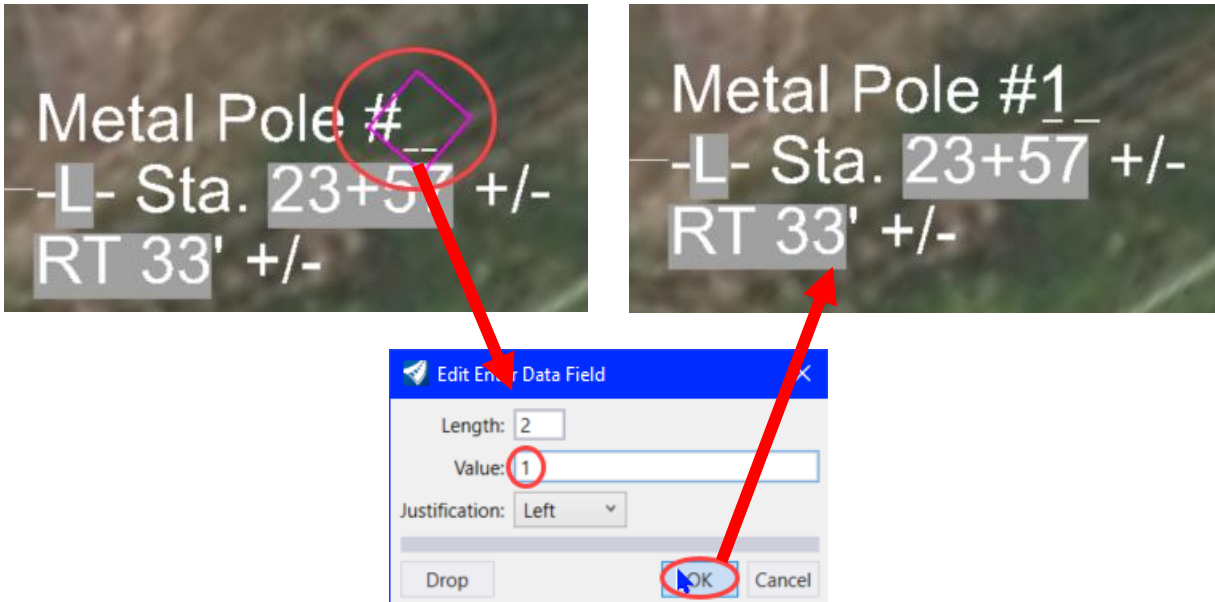 Metal Pole #__
-L- Sta. 23+57 +/-
RT 33' +/-
Metal Pole #1_
-L- Sta. 23+57 +/-
RT 33' +/-
Edit Enter Data Field
Length: 2
Value: 1
Justification: Left
Drop OK Cancel